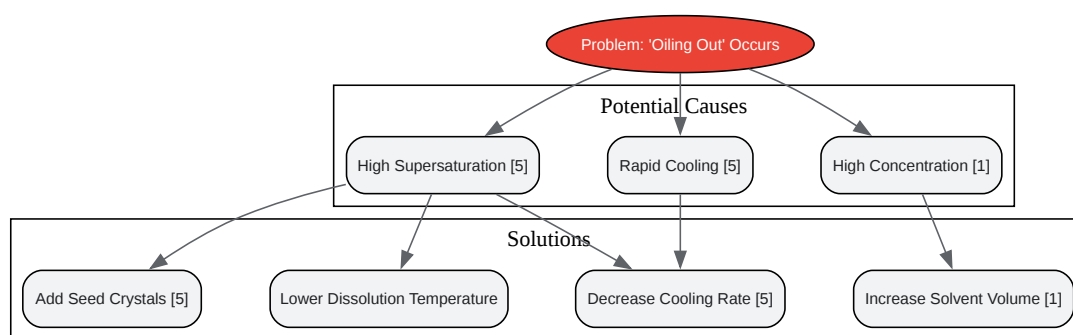 Problem: 'Oiling Out' Occurs
Potential Causes
High Supersaturation [5]
Rapid Cooling [5]
High Concentration [1]
Solutions
Add Seed Crystals [5]
Lower Dissolution Temperature
Decrease Cooling Rate [5]
Increase Solvent Volume [1]